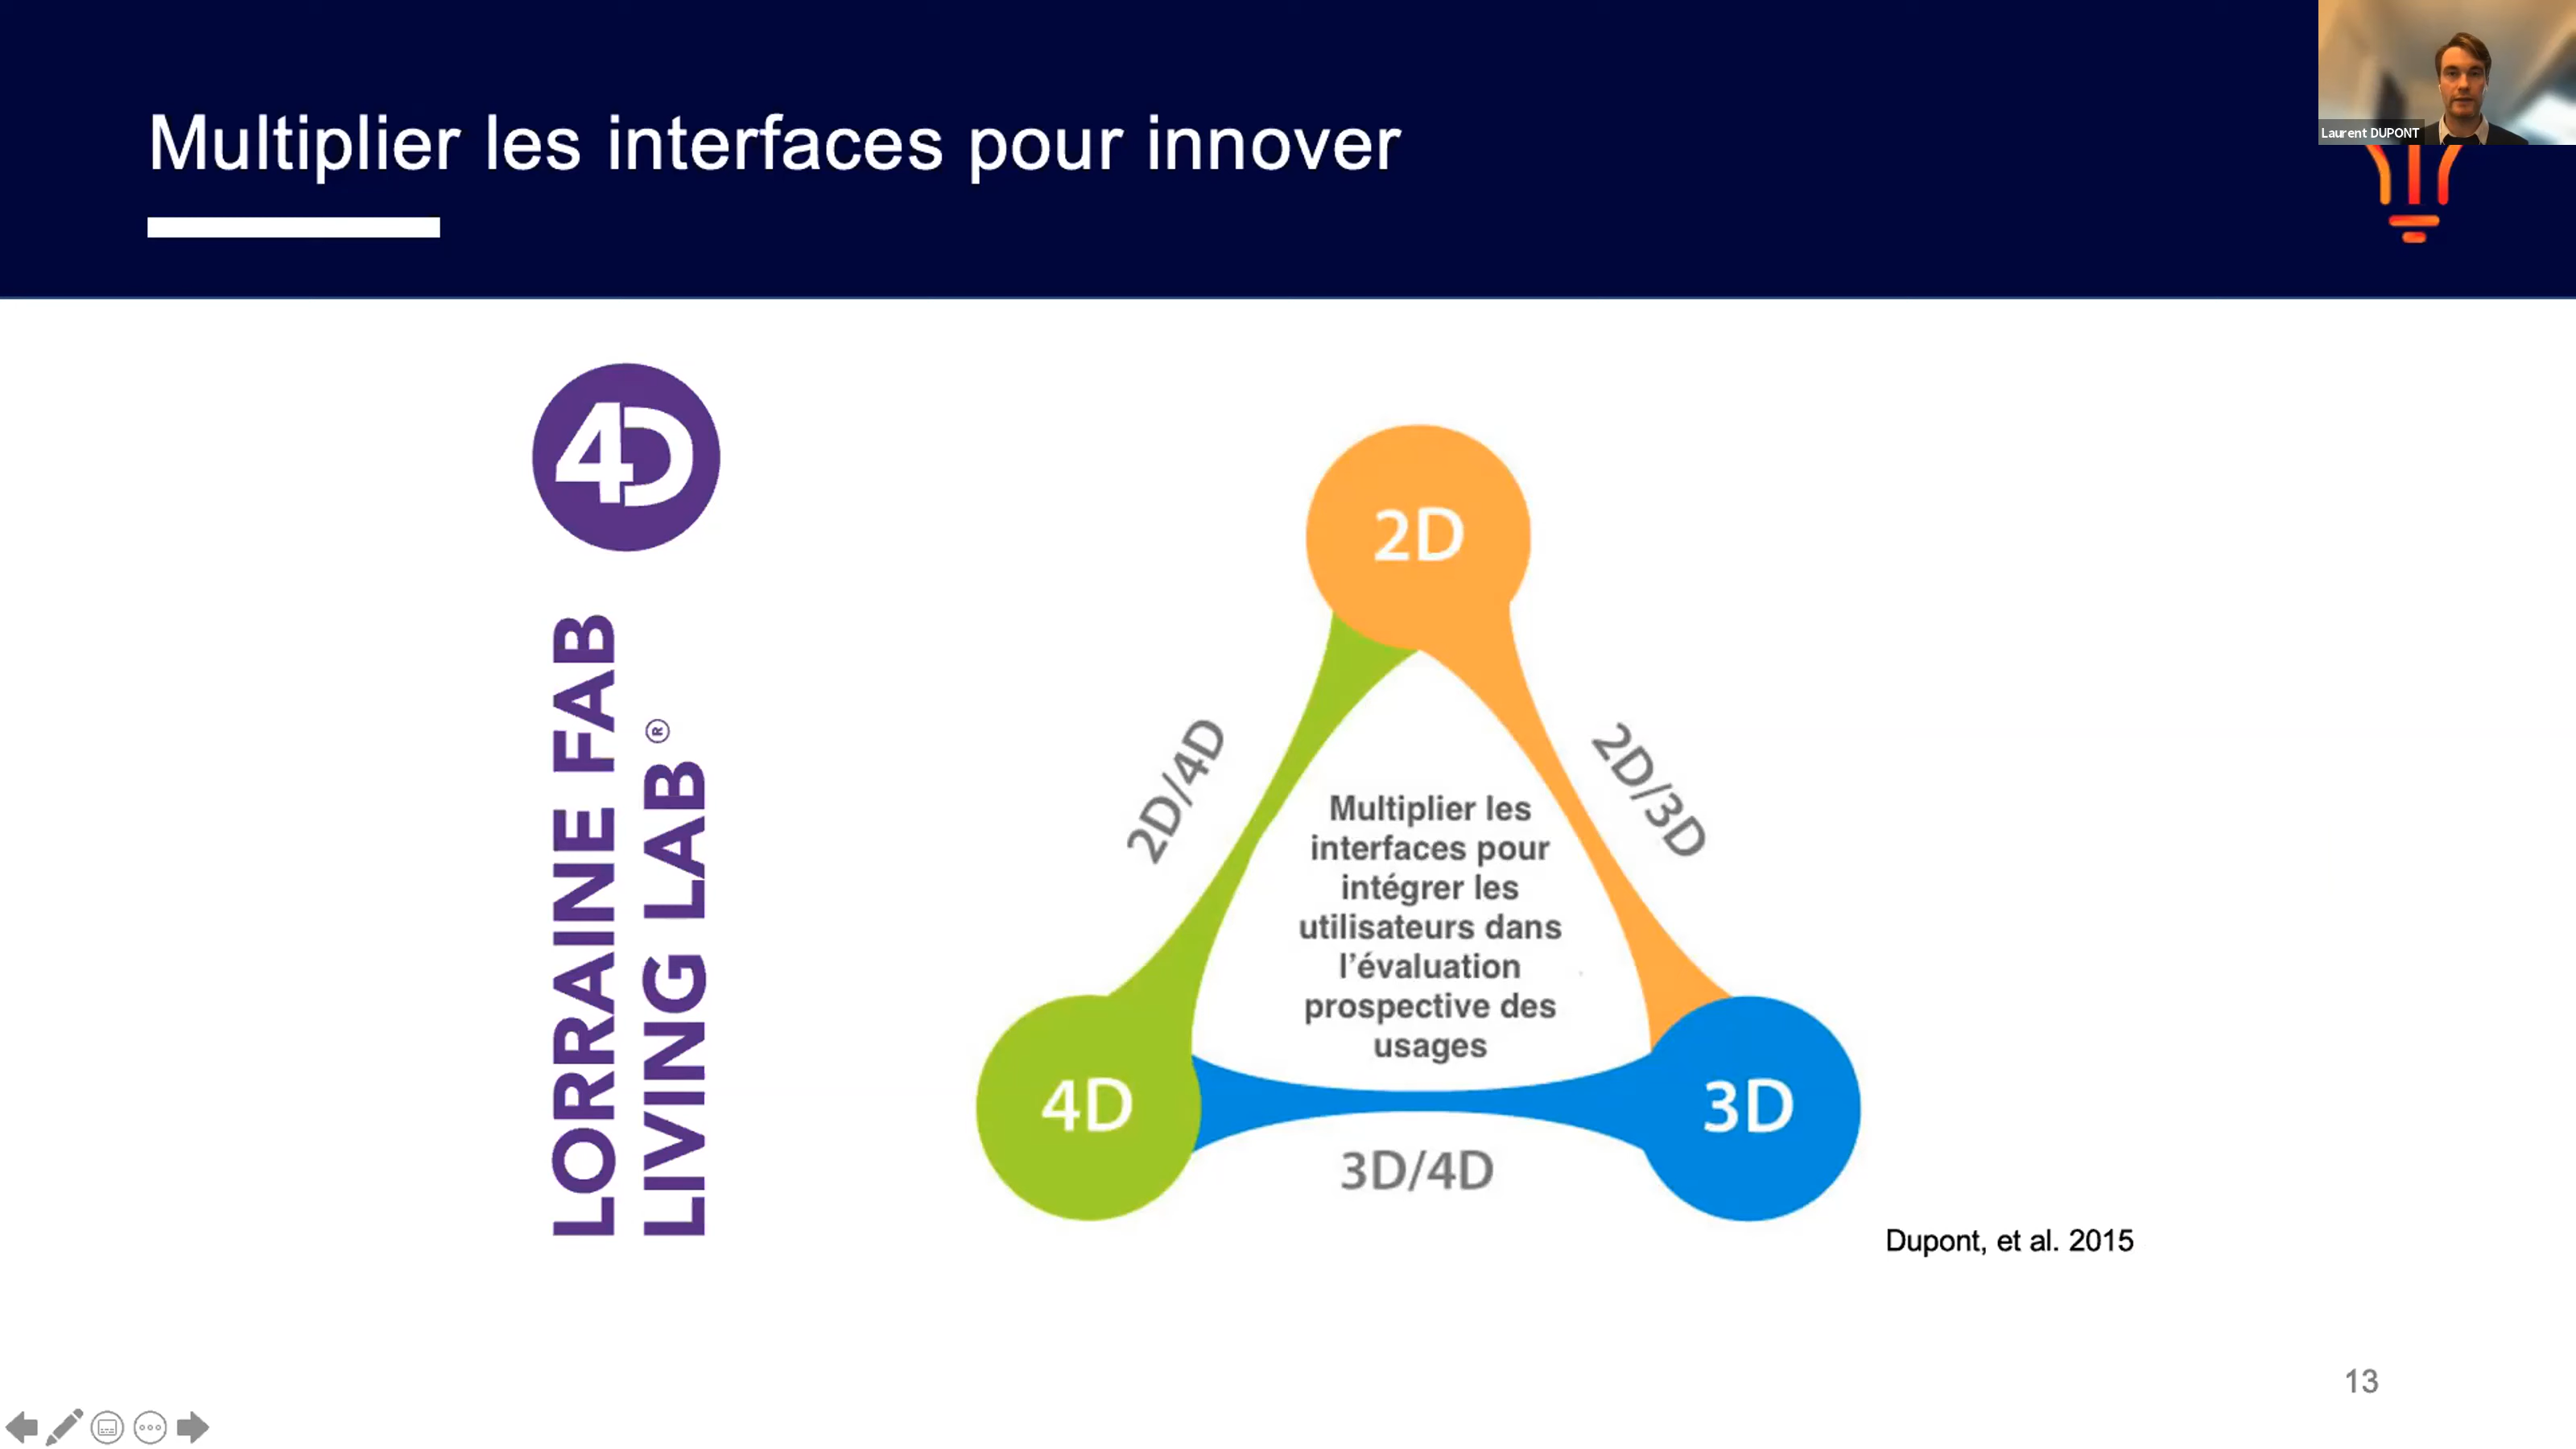 Multiplier les interfaces pour innover
Laurent DUPONT
4D
LORRAINE FAB
LIVING LAB ®
2D
2D/4D
2D/3D
Multiplier les
interfaces pour
intégrer les
utilisateurs dans
l’évaluation
prospective des
usages
4D
3D
3D/4D
Dupont, et al. 2015
13